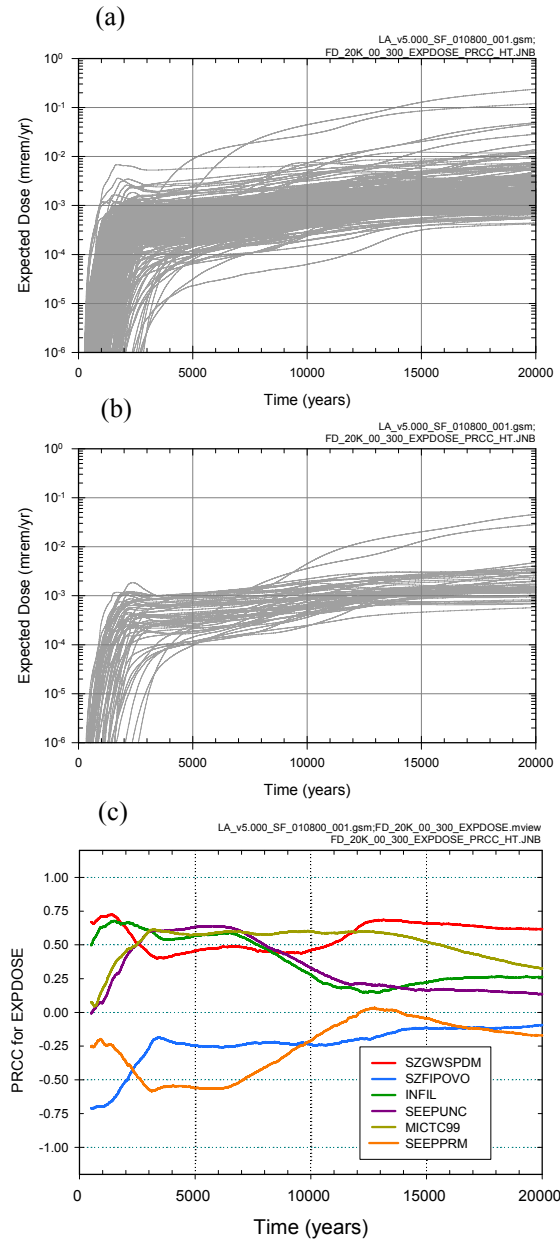 (a)
LA_v5.000_SF_010800_001.gsm;
FD_20K_00_300_EXPDOSE_PRCC_HT.JNB
Expected Dose (mrem/yr)
10⁰
10⁻¹
10⁻²
10⁻³
10⁻⁴
10⁻⁵
10⁻⁶
0 5000 10000 15000 20000
Time (years)
(b)
LA_v5.000_SF_010800_001.gsm;
FD_20K_00_300_EXPDOSE_PRCC_HT.JNB
Expected Dose (mrem/yr)
10⁰
10⁻¹
10⁻²
10⁻³
10⁻⁴
10⁻⁵
10⁻⁶
0 5000 10000 15000 20000
Time (years)
(c)
LA_v5.000_SF_010800_001.gsm;FD_20K_00_300_EXPDOSE.mview
FD_20K_00_300_EXPDOSE_PRCC_HT.JNB
PRCC for EXPDOSE
1.00
0.75
0.50
0.25
0.00
-0.25
-0.50
-0.75
-1.00
SZGWSPDM
SZFIPOVO
INFIL
SEEPUNC
MICTC99
SEEPPRM
0 5000 10000 15000 20000
Time (years)